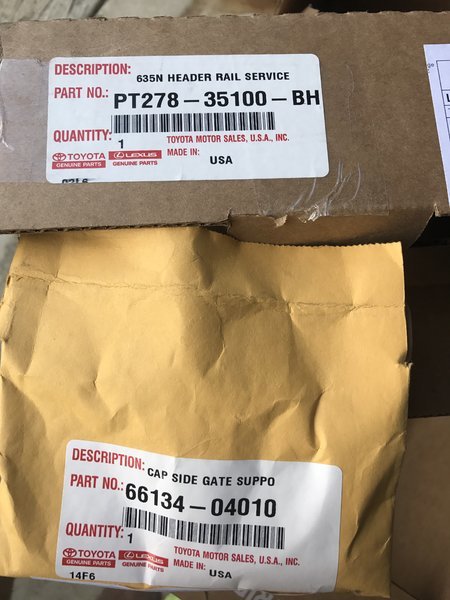 DESCRIPTION: 635N HEADER RAIL SERVICE
PART NO.: PT278-35100-BH
QUANTITY: 1
TOYOTA MOTOR SALES, U.S.A., INC.
TOYOTA LEXUS MADE IN: USA
GENUINE PARTS GENUINE PARTS
DESCRIPTION: CAP SIDE GATE SUPPO
PART NO.: 66134-04010
QUANTITY: 1
TOYOTA MOTOR SALES, U.S.A., INC.
TOYOTA LEXUS MADE IN: USA
GENUINE PARTS GENUINE PARTS
14F6